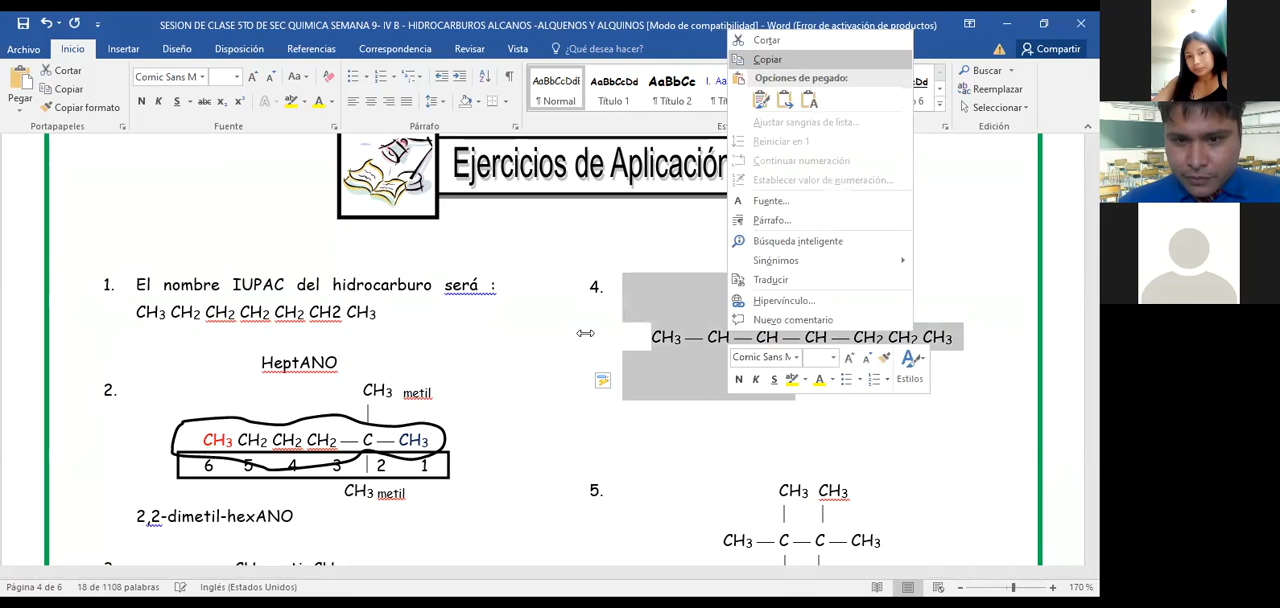 SESION DE CLASE 5TO DE SEC QUIMICA SEMANA 9- IV B - HIDROCARBUROS ALCANOS -ALQUENOS Y ALQUINOS [Modo de compatibilidad] - Word (Error de activación de productos)
Archivo Inicio Insertar Diseño Disposición Referencias Correspondencia Revisar Vista ¿Qué desea hacer? Compartir
Pegar
Cortar
Copiar
Copiar formato
Comic Sans M
Aa
N K S abc x₂ x²
AaBbCcDdI AaBbCcDd AaBbCc
¶ Normal Título 1 Título 2
Buscar
Reemplazar
Seleccionar
Portapapeles Fuente Párrafo Edición
Cortar
Copiar
Opciones de pegado:
Ajustar sangrías de lista...
Reiniciar en 1
Continuar numeración
Establecer valor de numeración...
Fuente...
Párrafo...
Búsqueda inteligente
Sinónimos
Traducir
Hipervínculo...
Nuevo comentario
Comic Sans M
N K S
Estilos
Ejercicios de Aplicación
1. El nombre IUPAC del hidrocarburo será :
CH3 CH2 CH2 CH2 CH2 CH2 CH3
HeptANO
2.
CH3 metil
CH3 CH2 CH2 CH2 — C — CH3
6 5 4 3 2 1
CH3 metil
2,2-dimetil-hexANO
4.
CH3 — CH — CH — CH — CH2 CH2 CH3
5.
CH3 CH3
CH3 — C — C — CH3
Página 4 de 6 18 de 1108 palabras Inglés (Estados Unidos) 170 %